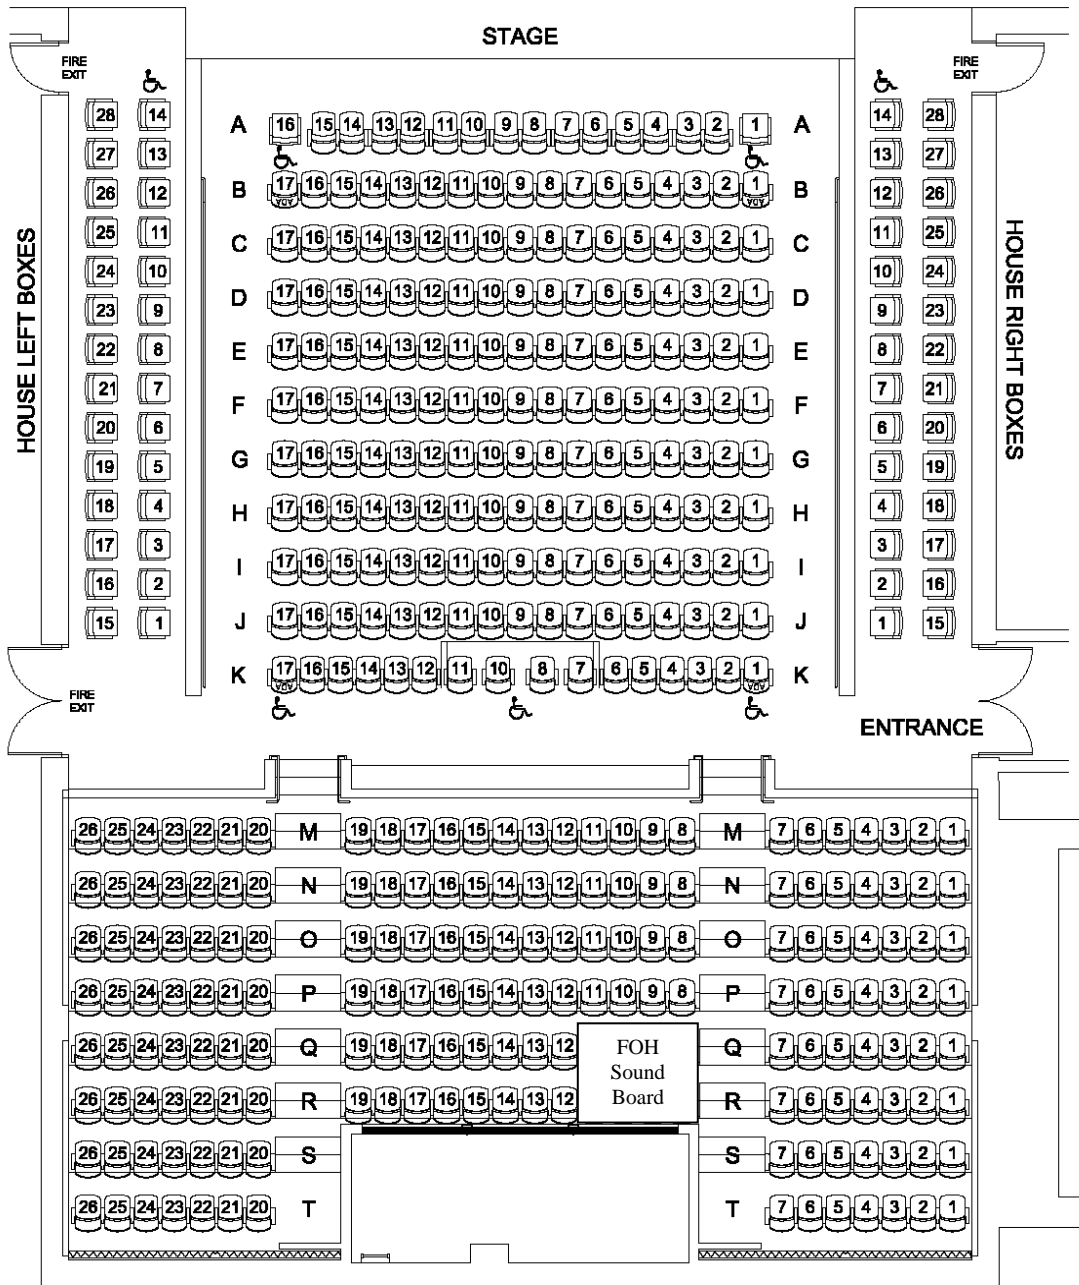 STAGE
FIRE
EXIT
28 14
27 13
26 12
25 11
24 10
23 9
22 8
21 7
20 6
19 5
18 4
17 3
16 2
15 1
HOUSE LEFT BOXES
FIRE
EXIT
A 16 15 14 13 12 11 10 9 8 7 6 5 4 3 2 1 A
B 17 16 15 14 13 12 11 10 9 8 7 6 5 4 3 2 1 B
ADA ADA
C 17 16 15 14 13 12 11 10 9 8 7 6 5 4 3 2 1 C
D 17 16 15 14 13 12 11 10 9 8 7 6 5 4 3 2 1 D
E 17 16 15 14 13 12 11 10 9 8 7 6 5 4 3 2 1 E
F 17 16 15 14 13 12 11 10 9 8 7 6 5 4 3 2 1 F
G 17 16 15 14 13 12 11 10 9 8 7 6 5 4 3 2 1 G
H 17 16 15 14 13 12 11 10 9 8 7 6 5 4 3 2 1 H
I 17 16 15 14 13 12 11 10 9 8 7 6 5 4 3 2 1 I
J 17 16 15 14 13 12 11 10 9 8 7 6 5 4 3 2 1 J
K 17 16 15 14 13 12 11 10 8 7 6 5 4 3 2 1 K
ADA ADA
FIRE
EXIT
14 28
13 27
12 26
11 25
10 24
9 23
8 22
7 21
6 20
5 19
4 18
3 17
2 16
1 15
HOUSE RIGHT BOXES
ENTRANCE
26 25 24 23 22 21 20 M 19 18 17 16 15 14 13 12 11 10 9 8 M 7 6 5 4 3 2 1
26 25 24 23 22 21 20 N 19 18 17 16 15 14 13 12 11 10 9 8 N 7 6 5 4 3 2 1
26 25 24 23 22 21 20 O 19 18 17 16 15 14 13 12 11 10 9 8 O 7 6 5 4 3 2 1
26 25 24 23 22 21 20 P 19 18 17 16 15 14 13 12 11 10 9 8 P 7 6 5 4 3 2 1
26 25 24 23 22 21 20 Q 19 18 17 16 15 14 13 12 Q 7 6 5 4 3 2 1
FOH
Sound
Board
26 25 24 23 22 21 20 R 19 18 17 16 15 14 13 12 R 7 6 5 4 3 2 1
26 25 24 23 22 21 20 S S 7 6 5 4 3 2 1
26 25 24 23 22 21 20 T T 7 6 5 4 3 2 1